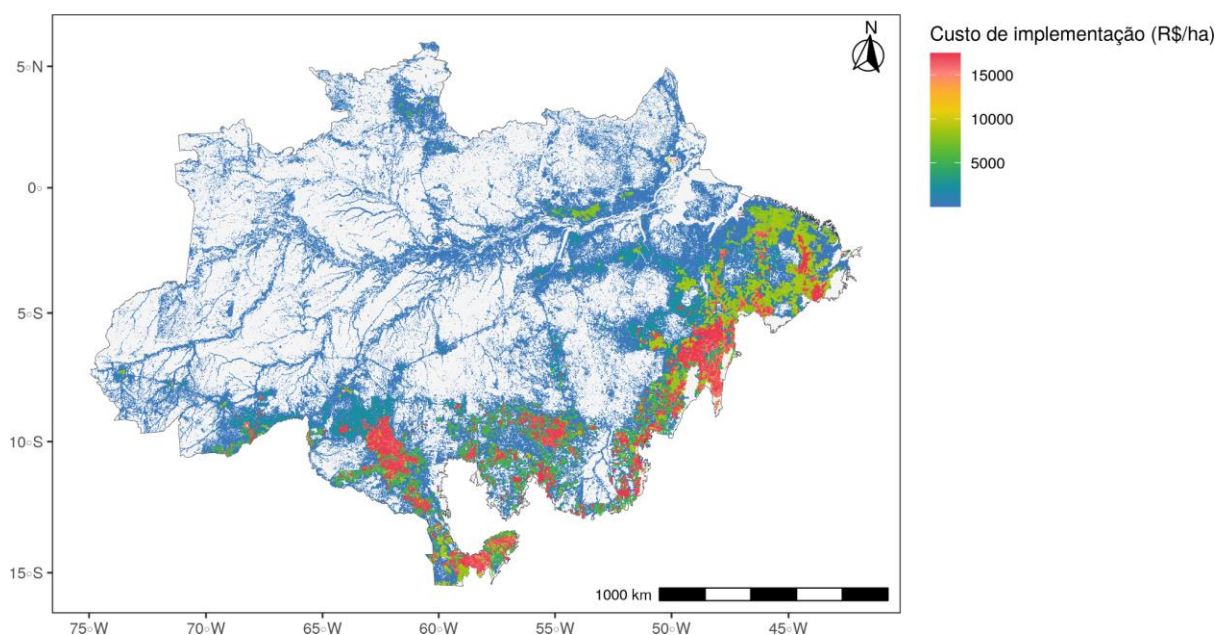 Custo de implementação (R$/ha)
15000
10000
5000
N
5◦N
0◦
5◦S
10◦S
15◦S
1000 km
75◦W
70◦W
65◦W
60◦W
55◦W
50◦W
45◦W